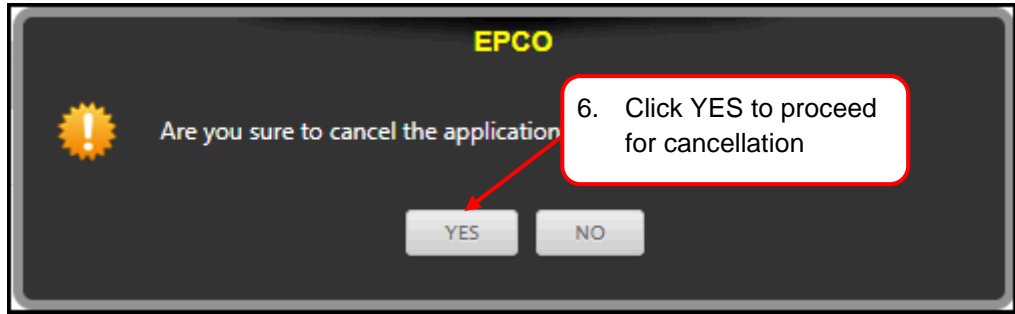 EPCO
Are you sure to cancel the application
6. Click YES to proceed
for cancellation
YES NO